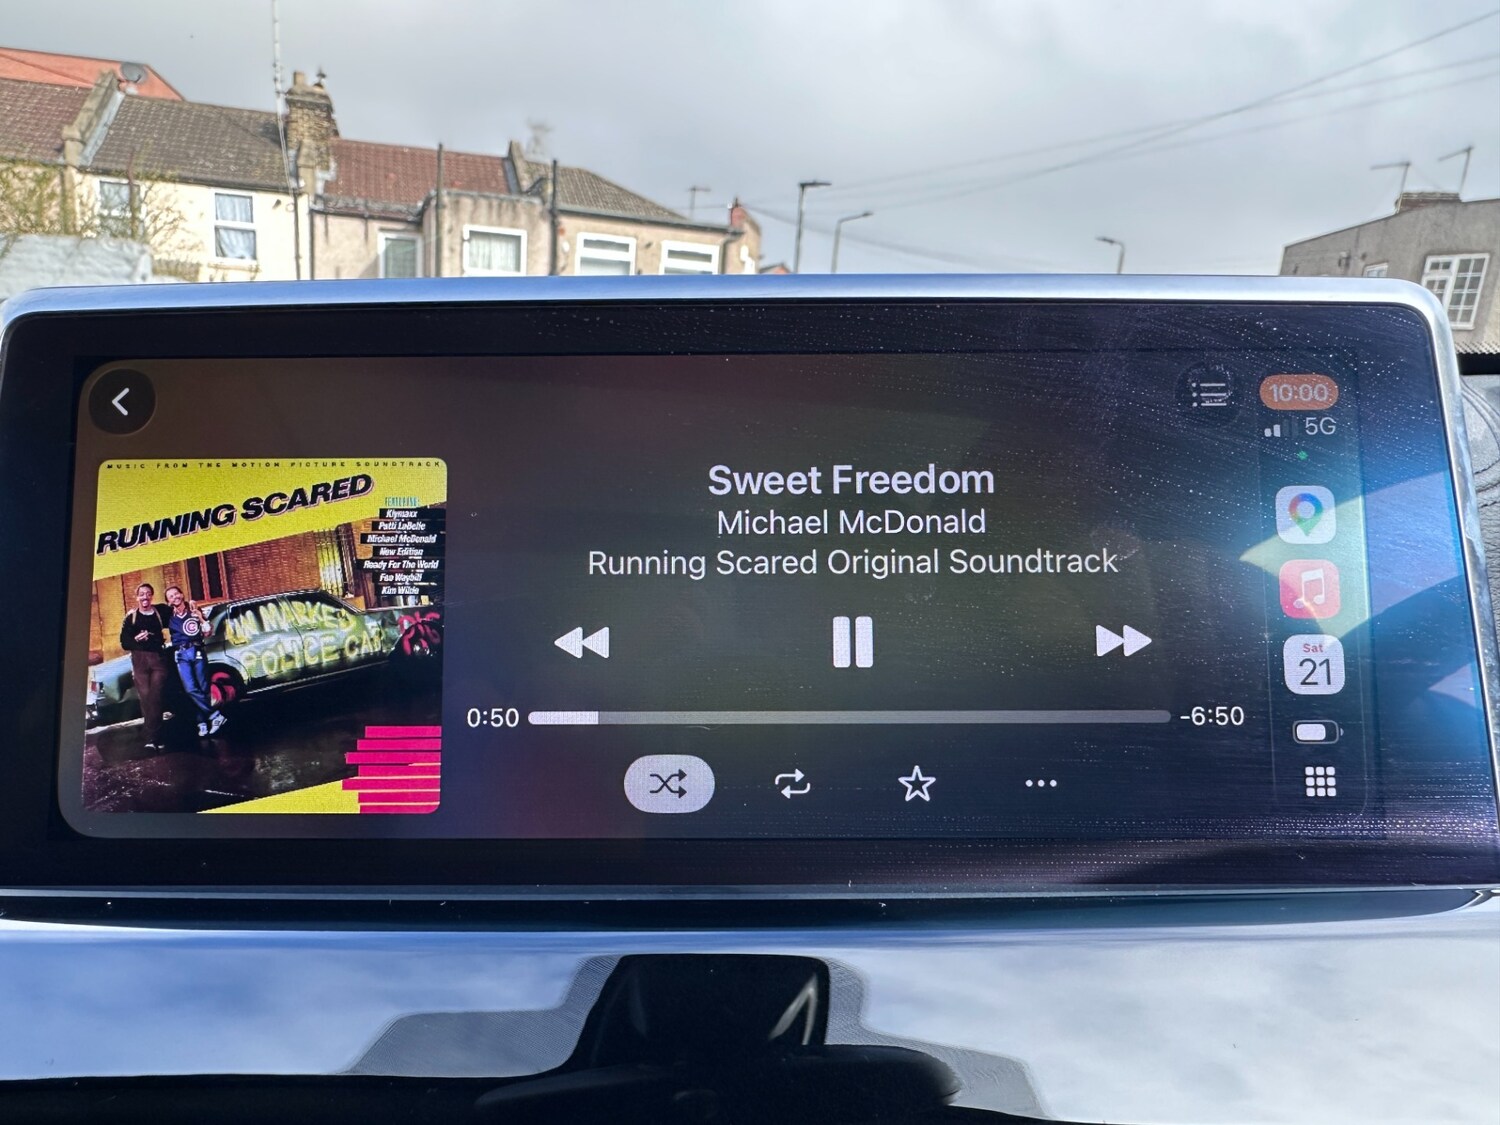 10:00
5G
MUSIC FROM THE MOTION PICTURE SOUNDTRACK
RUNNING SCARED
FEATURING:
Klymaxx
Patti LaBelle
Michael McDonald
New Edition
Ready For The World
Fee Waybill
Kim Wilde
POLICE CAR
Sweet Freedom
Michael McDonald
Running Scared Original Soundtrack
0:50
-6:50
Sat
21